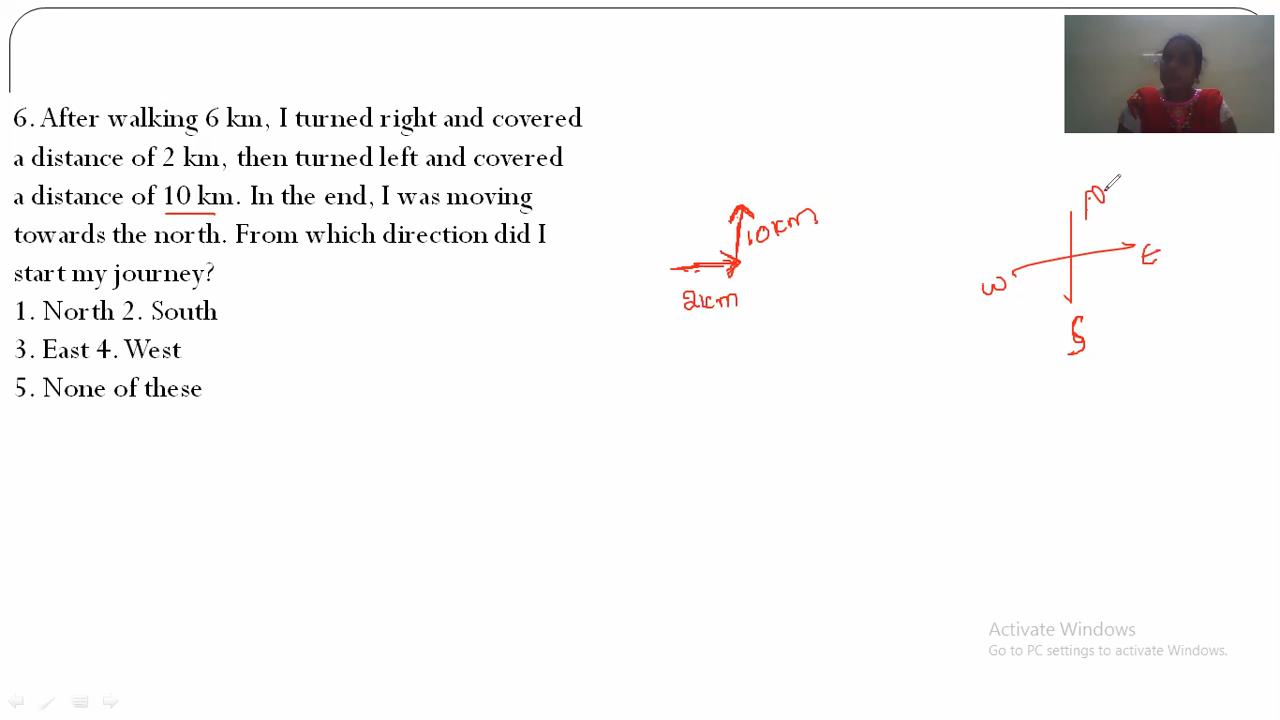 6. After walking 6 km, I turned right and covered
a distance of 2 km, then turned left and covered
a distance of 10 km. In the end, I was moving
towards the north. From which direction did I
start my journey?
1. North 2. South
3. East 4. West
5. None of these
10km
2km
N
E
W
S
Activate Windows
Go to PC settings to activate Windows.